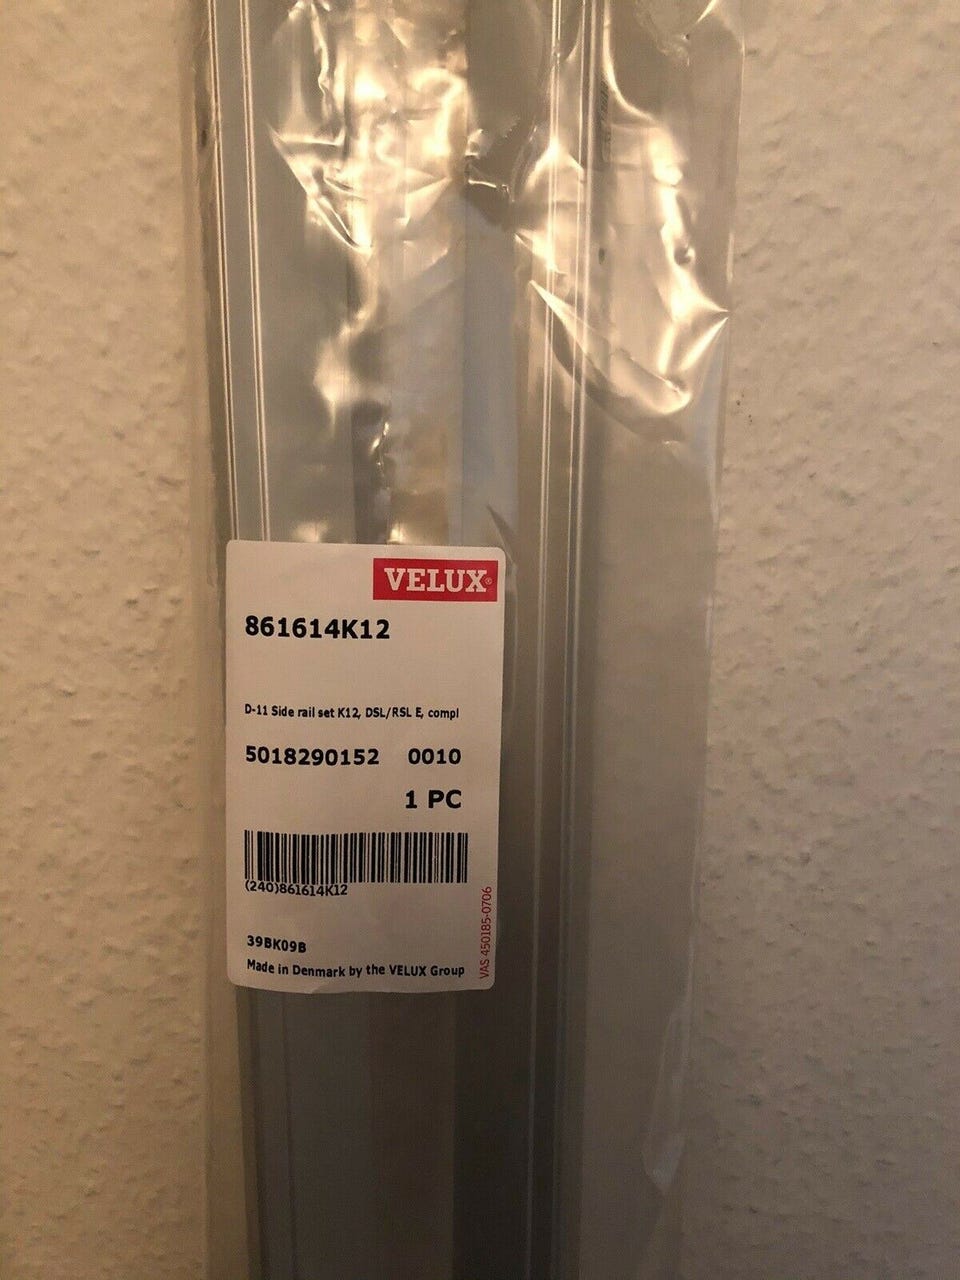 VELUX®
861614K12
D-11 Side rail set K12, DSL/RSL E, compl
5018290152 0010
1 PC
(240)861614K12
39BK09B
Made in Denmark by the VELUX Group
VAS 450185-0706